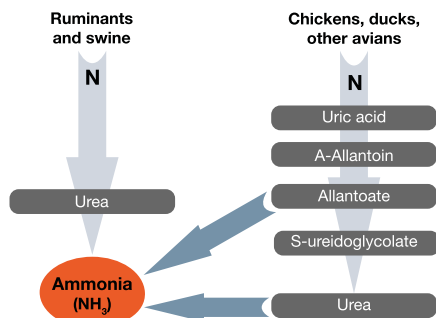 Ruminants
and swine
N
Urea
Ammonia
(NH₃)
Chickens, ducks,
other avians
N
Uric acid
A-Allantoin
Allantoate
S-ureidoglycolate
Urea